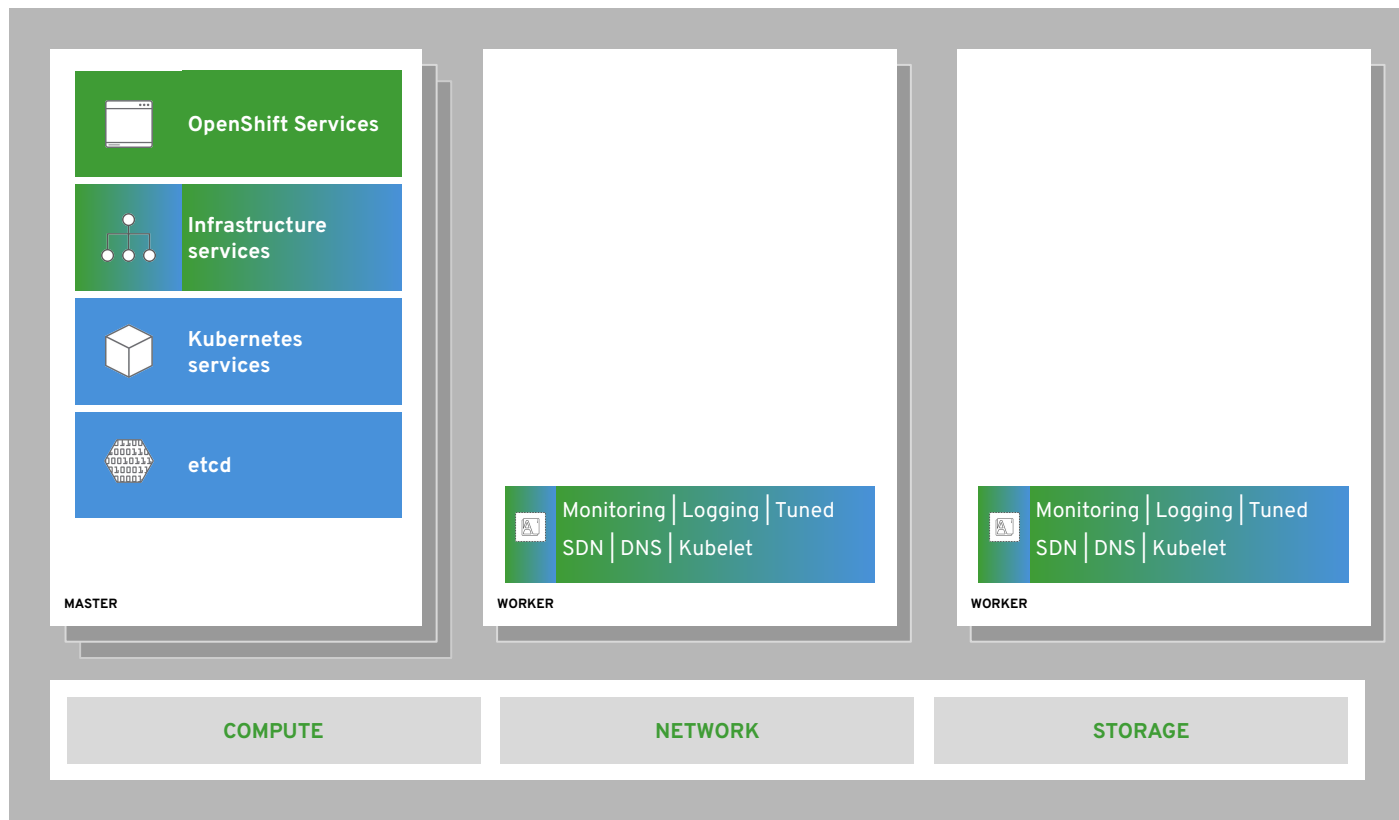 OpenShift Services
Infrastructure
services
Kubernetes
services
etcd
MASTER
Monitoring | Logging | Tuned
SDN | DNS | Kubelet
WORKER
Monitoring | Logging | Tuned
SDN | DNS | Kubelet
WORKER
COMPUTE
NETWORK
STORAGE